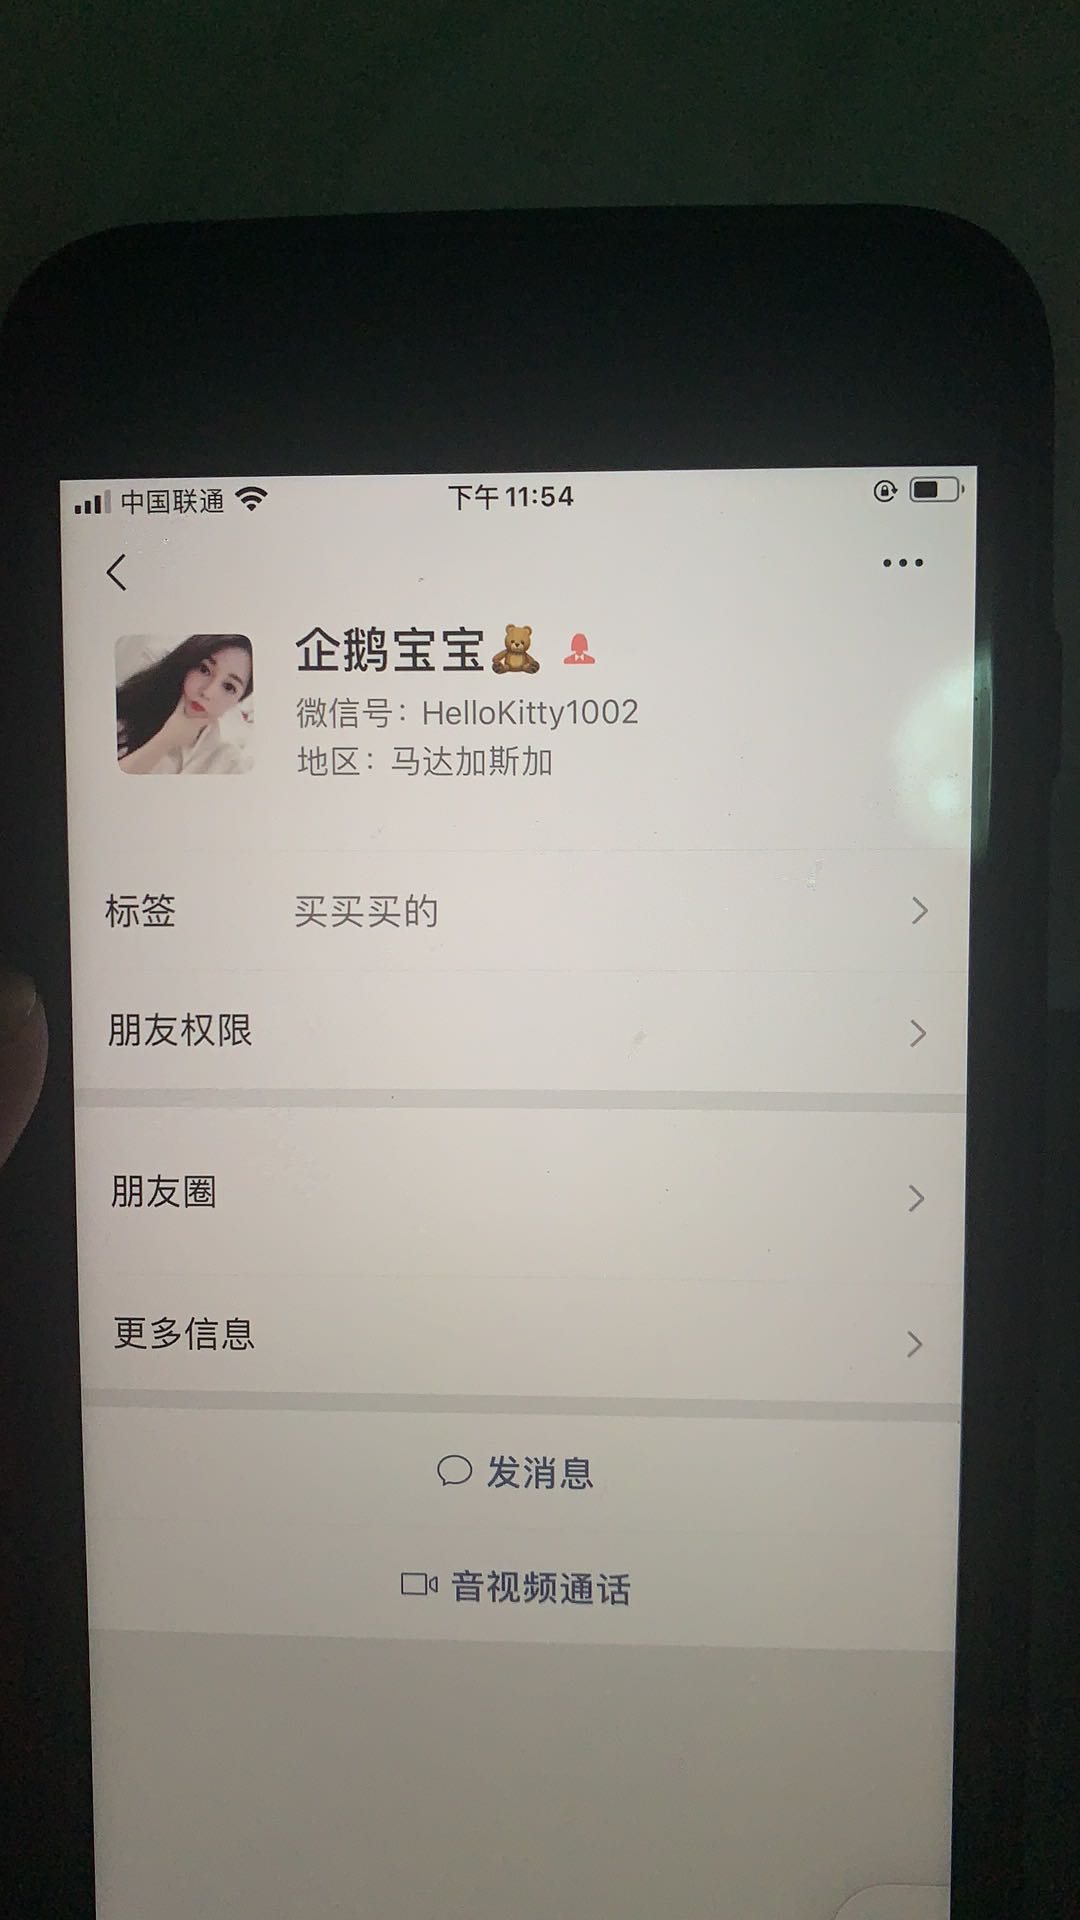 中国联通 下午11:54
企鹅宝宝🧸
微信号：HelloKitty1002
地区：马达加斯加
标签 买买买的
朋友权限
朋友圈
更多信息
发消息
音视频通话